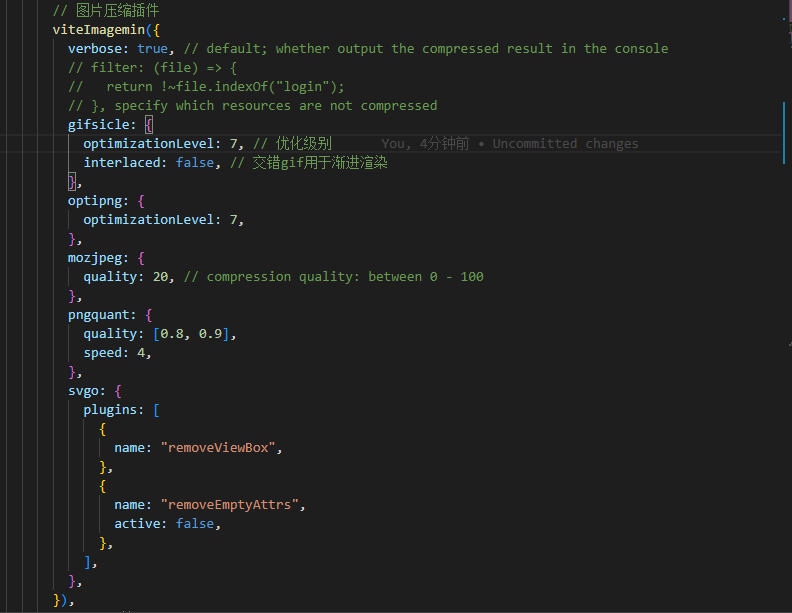 // 图片压缩插件
viteImagemin({
verbose: true, // default; whether output the compressed result in the console
// filter: (file) => {
//   return !~file.indexOf("login");
// }, specify which resources are not compressed
gifsicle: {
optimizationLevel: 7, // 优化级别 You, 4分钟前 • Uncommitted changes
interlaced: false, // 交错gif用于渐进渲染
},
optipng: {
optimizationLevel: 7,
},
mozjpeg: {
quality: 20, // compression quality: between 0 - 100
},
pngquant: {
quality: [0.8, 0.9],
speed: 4,
},
svgo: {
plugins: [
{
name: "removeViewBox",
},
{
name: "removeEmptyAttrs",
active: false,
},
],
},
}),